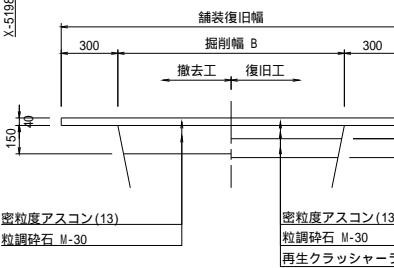 X-5198
舗装復旧幅
300
掘削幅 B
300
撤去工
復旧工
40
150
密粒度アスコン(13)
粒調砕石 M-30
密粒度アスコン(13
粒調砕石 M-30
再生クラッシャーラ